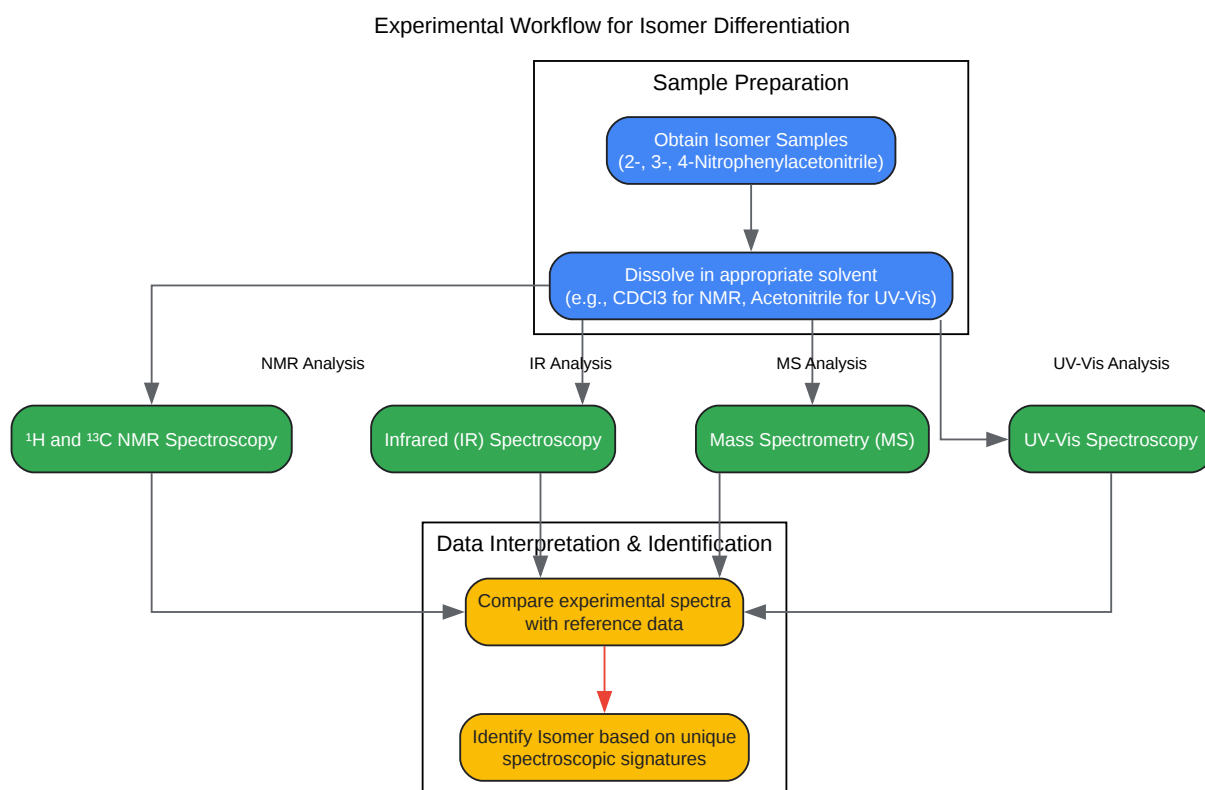 Experimental Workflow for Isomer Differentiation
Sample Preparation
Obtain Isomer Samples
(2-, 3-, 4-Nitrophenylacetonitrile)
Dissolve in appropriate solvent
(e.g., CDCl3 for NMR, Acetonitrile for UV-Vis)
NMR Analysis
IR Analysis
MS Analysis
UV-Vis Analysis
¹H and ¹³C NMR Spectroscopy
Infrared (IR) Spectroscopy
Mass Spectrometry (MS)
UV-Vis Spectroscopy
Data Interpretation & Identification
Compare experimental spectra
with reference data
Identify Isomer based on unique
spectroscopic signatures